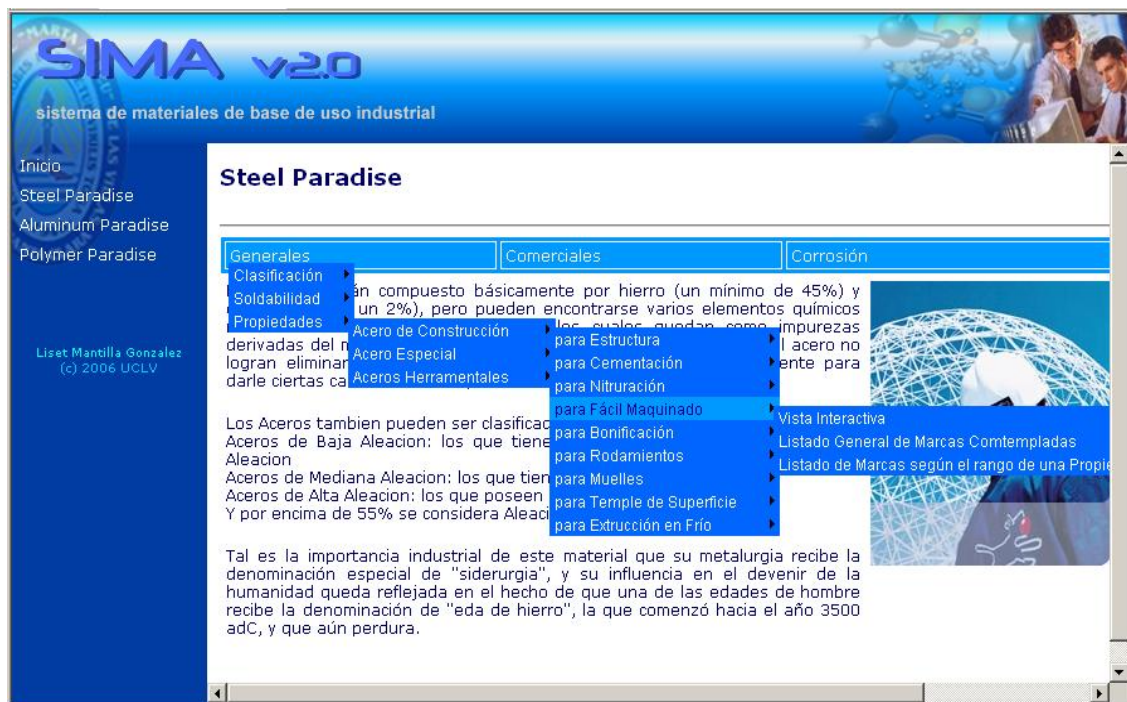 SIMA v2.0
sistema de materiales de base de uso industrial
Inicio
Steel Paradise
Aluminum Paradise
Polymer Paradise
Liset Mantilla Gonzalez
(c) 2006 UCLV
Steel Paradise
Generales Comerciales Corrosión
Clasificación
Soldabilidad
Propiedades
Acero de Construcción
Acero Especial
Aceros Herramentales
para Estructura
para Cementación
para Nitruración
para Fácil Maquinado
para Bonificación
para Rodamientos
para Muelles
para Temple de Superficie
para Extrucción en Frío
Vista Interactiva
Listado General de Marcas Comtempladas
Listado de Marcas según el rango de una
compuesto básicamente por hierro (un mínimo de 45%) y
un 2%), pero pueden encontrarse varios elementos químicos
los cuales quedan como impurezas
derivadas del l acero no
logran para
darle ciertas
Los Aceros tambien pueden ser
Aceros de Baja Aleacion: los que
Aleacion
Aceros de Mediana Aleacion: los que
Aceros de Alta Aleacion: los que poseen
Y por encima de 55% se considera
Tal es la importancia industrial de este material que su metalurgia recibe la
denominación especial de "siderurgia", y su influencia en el devenir de la
humanidad queda reflejada en el hecho de que una de las edades de hombre
recibe la denominación de "eda de hierro", la que comenzó hacia el año 3500
adC, y que aún perdura.